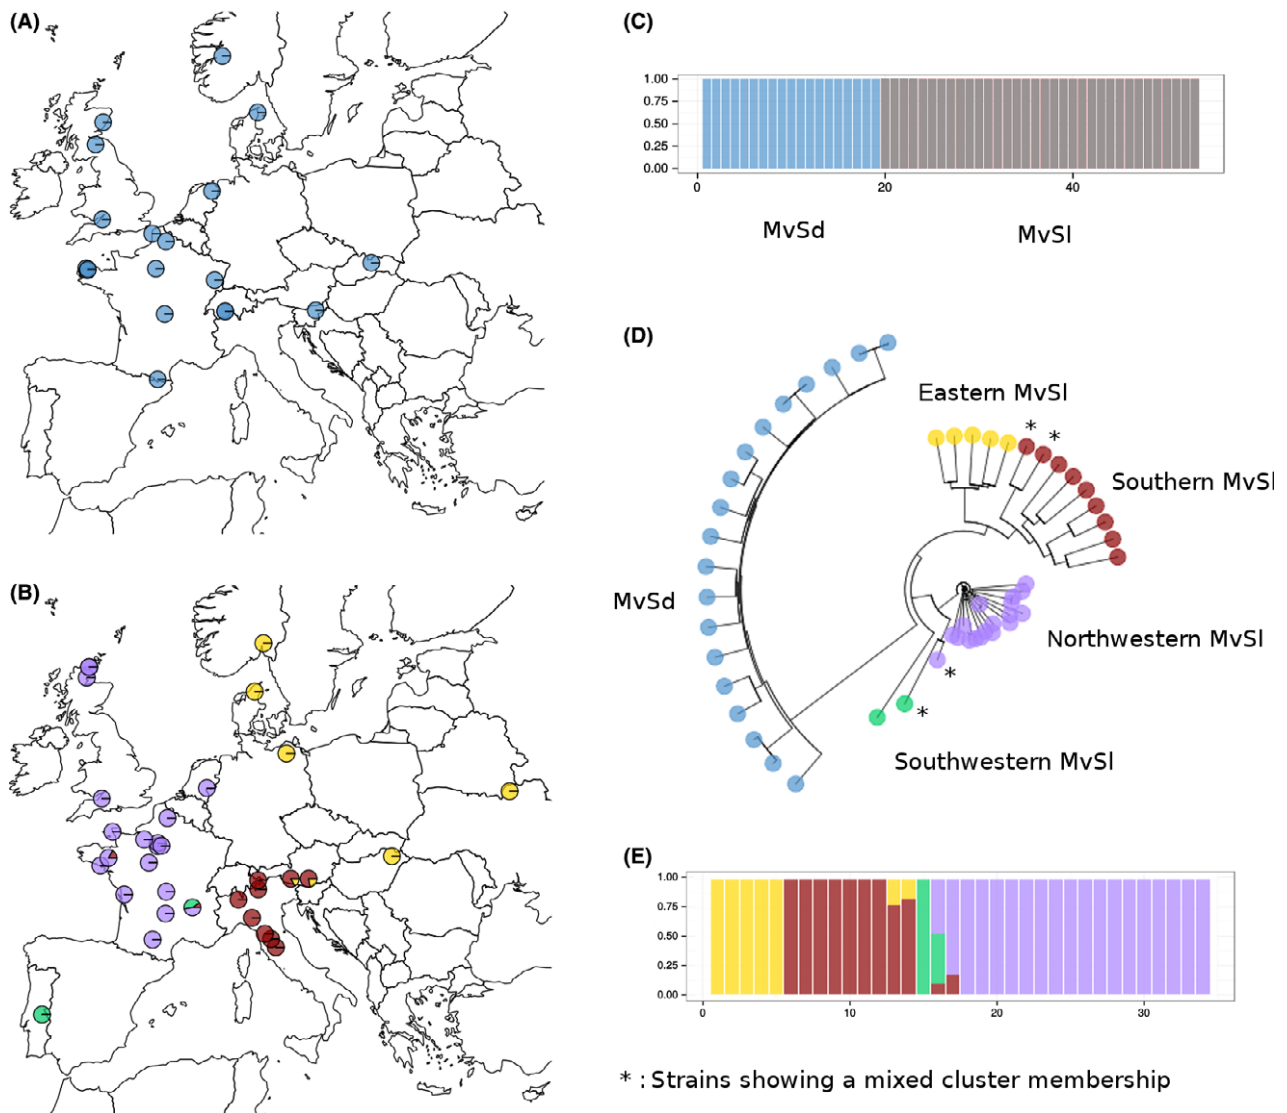 (A)
(C)
1.00
0.75
0.50
0.25
0.00
0 20 40
MvSd MvSl
(D)
Eastern MvSl
* *
Southern MvSl
MvSd
Northwestern MvSl
*
*
Southwestern MvSl
(B)
(E)
1.00
0.75
0.50
0.25
0.00
0 10 20 30
* : Strains showing a mixed cluster membership